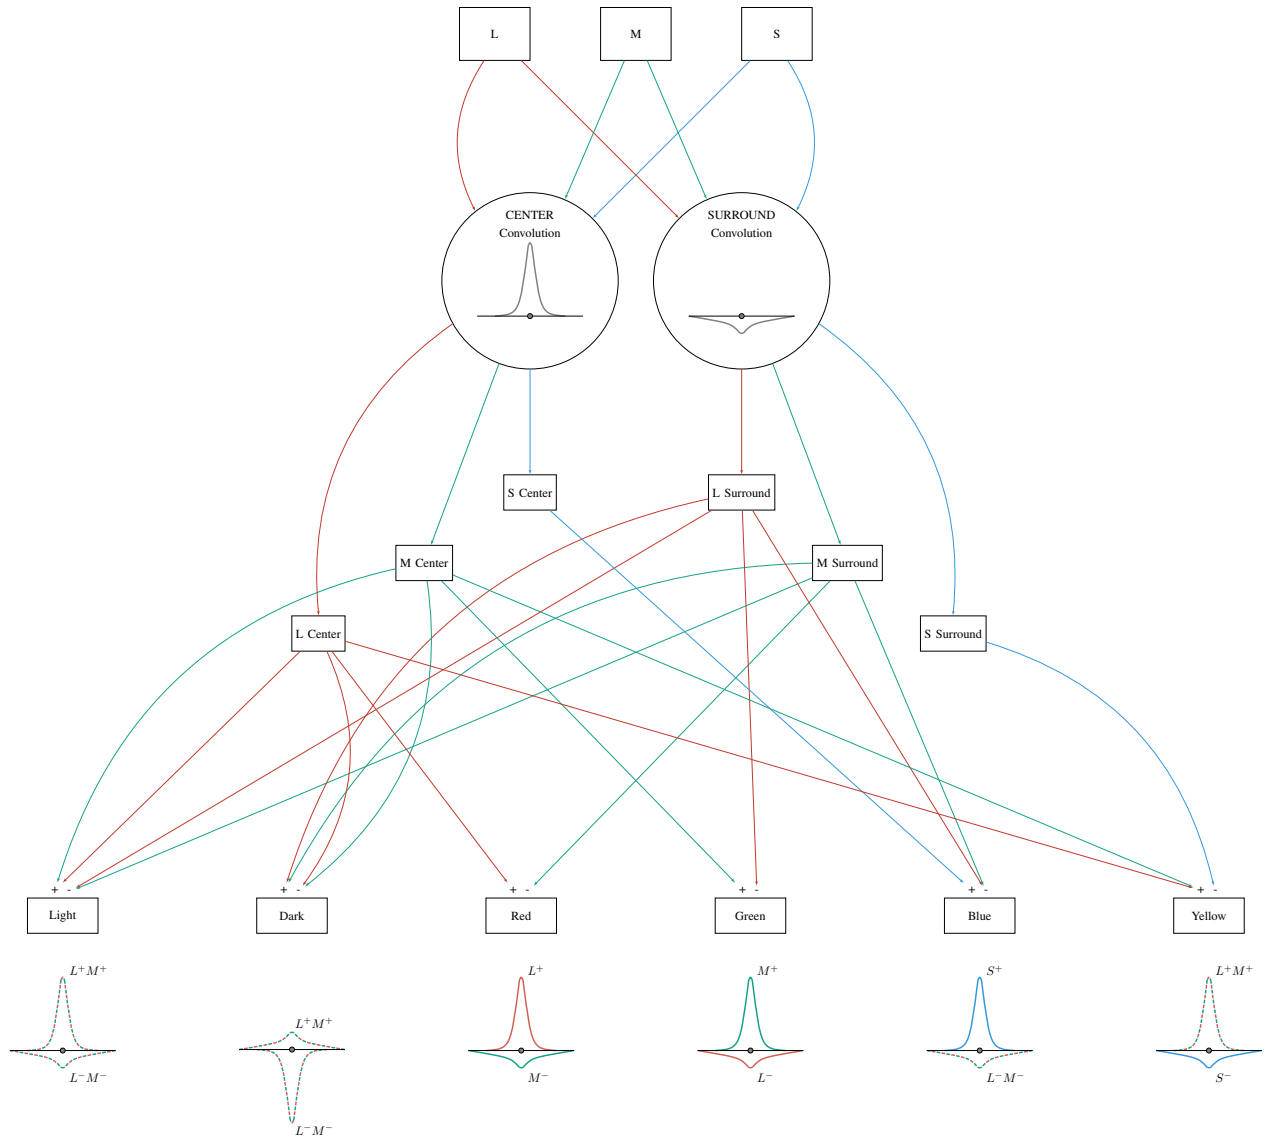 L
M
S
CENTER
Convolution
SURROUND
Convolution
S Center
L Surround
M Center
M Surround
L Center
S Surround
+ -
+ -
+ -
+ -
+ -
+ -
Light
Dark
Red
Green
Blue
Yellow
L⁺M⁺
L⁻M⁻
L⁺M⁺
L⁻M⁻
L⁺
M⁻
M⁺
L⁻
S⁺
L⁻M⁻
L⁺M⁺
S⁻